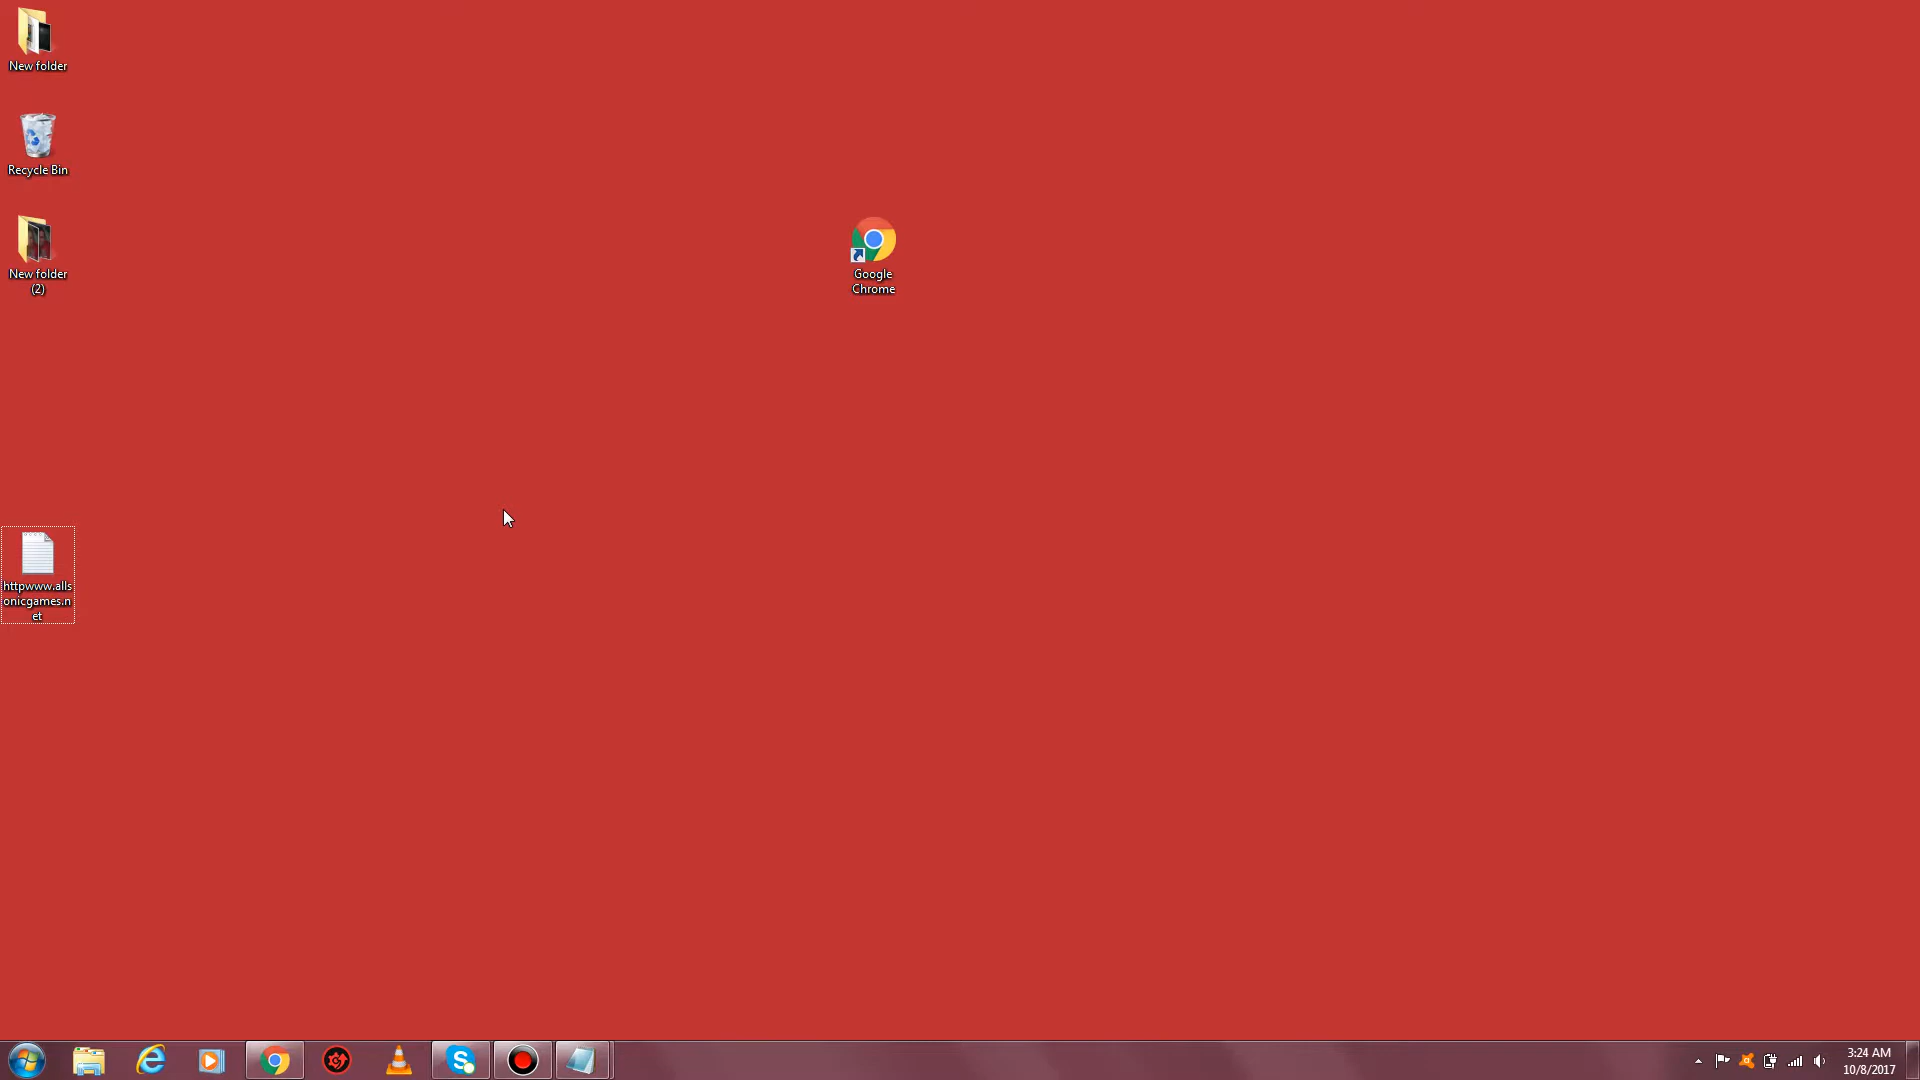 New folder
Recycle Bin
New folder
(2)
Google
Chrome
httpwww.alls
onicgames.n
et
3:24 AM
10/8/2017